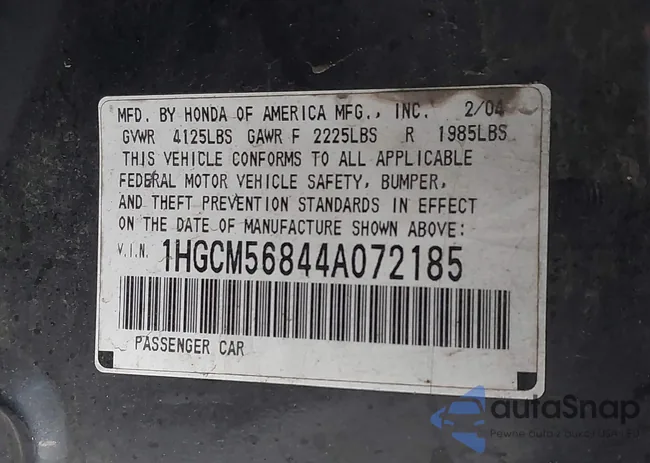 MFD. BY HONDA OF AMERICA MFG., INC. 2/04
GVWR 4125LBS GAWR F 2225LBS R 1985LBS
THIS VEHICLE CONFORMS TO ALL APPLICABLE
FEDERAL MOTOR VEHICLE SAFETY, BUMPER,
AND THEFT PREVENTION STANDARDS IN EFFECT
ON THE DATE OF MANUFACTURE SHOWN ABOVE:
V.I.N. 1HGCM56844A072185
PASSENGER CAR
autoSnap
Pewne auto z